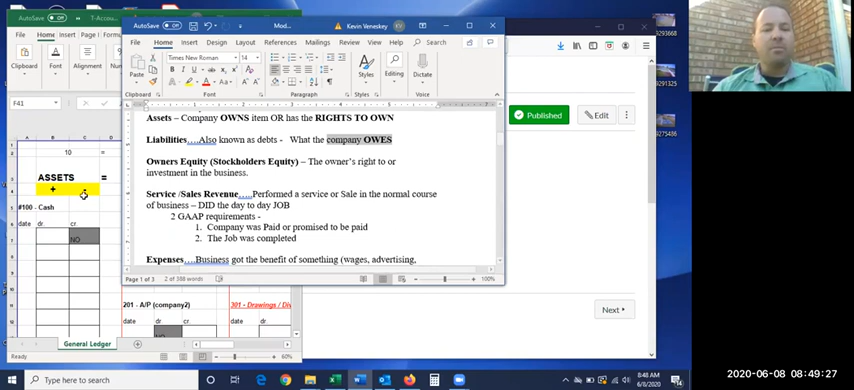 AutoSave Off
T-Accou
File Home Insert Page l Fo
Clipboard
Font
Alignment
F41
A B C
1 10 =
ASSETS =
+ -
#100 - Cash
date dr. cr.
NO
201 - A/P (company2)
301 - Drawings / Div
dr. cr. date dr.
General Ledger
Ready 60%
AutoSave Off Mod... Kevin Veneskey KV
File Home Insert Design Layout References Mailings Review Help Search
Paste
Times New Roman 14
Styles
Editing
Dictate
Clipboard Font Paragraph Styles Voice
Assets – Company OWNS item OR has the RIGHTS TO OWN
Liabilities….Also known as debts - What the company OWES
Owners Equity (Stockholders Equity) – The owner's right to or
investment in the business.
Service /Sales Revenue….Performed a service or Sale in the normal course
of business – DID the day to day JOB
2 GAAP requirements -
1. Company was Paid or promised to be paid
2. The Job was completed
Expenses….Business got the benefit of something (wages, advertising,
Page 1 of 3 2 of 388 words 100%
Published
Edit
Next
9293668
8291325
9275486
Type here to search
8:48 AM
6/8/2020
2020-06-08 08:49:27